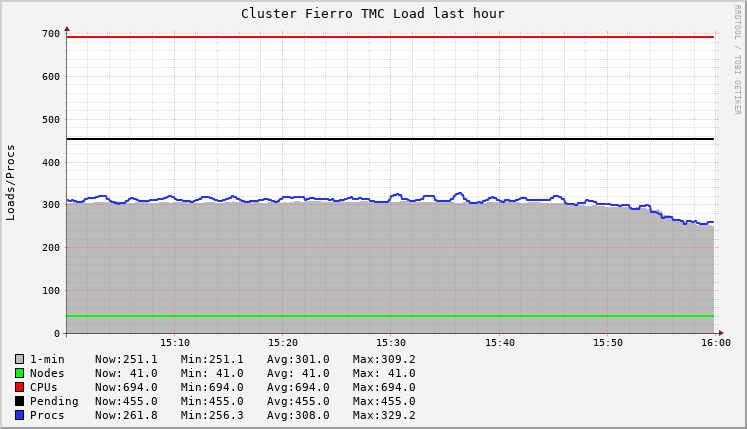 Cluster Fierro TMC Load last hour
RRDTOOL / TOBI OETIKER
Loads/Procs
700
600
500
400
300
200
100
0
15:10 15:20 15:30 15:40 15:50 16:00
1-min Now:251.1 Min:251.1 Avg:301.0 Max:309.2
Nodes Now: 41.0 Min: 41.0 Avg: 41.0 Max: 41.0
CPUs Now:694.0 Min:694.0 Avg:694.0 Max:694.0
Pending Now:455.0 Min:455.0 Avg:455.0 Max:455.0
Procs Now:261.8 Min:256.3 Avg:308.0 Max:329.2